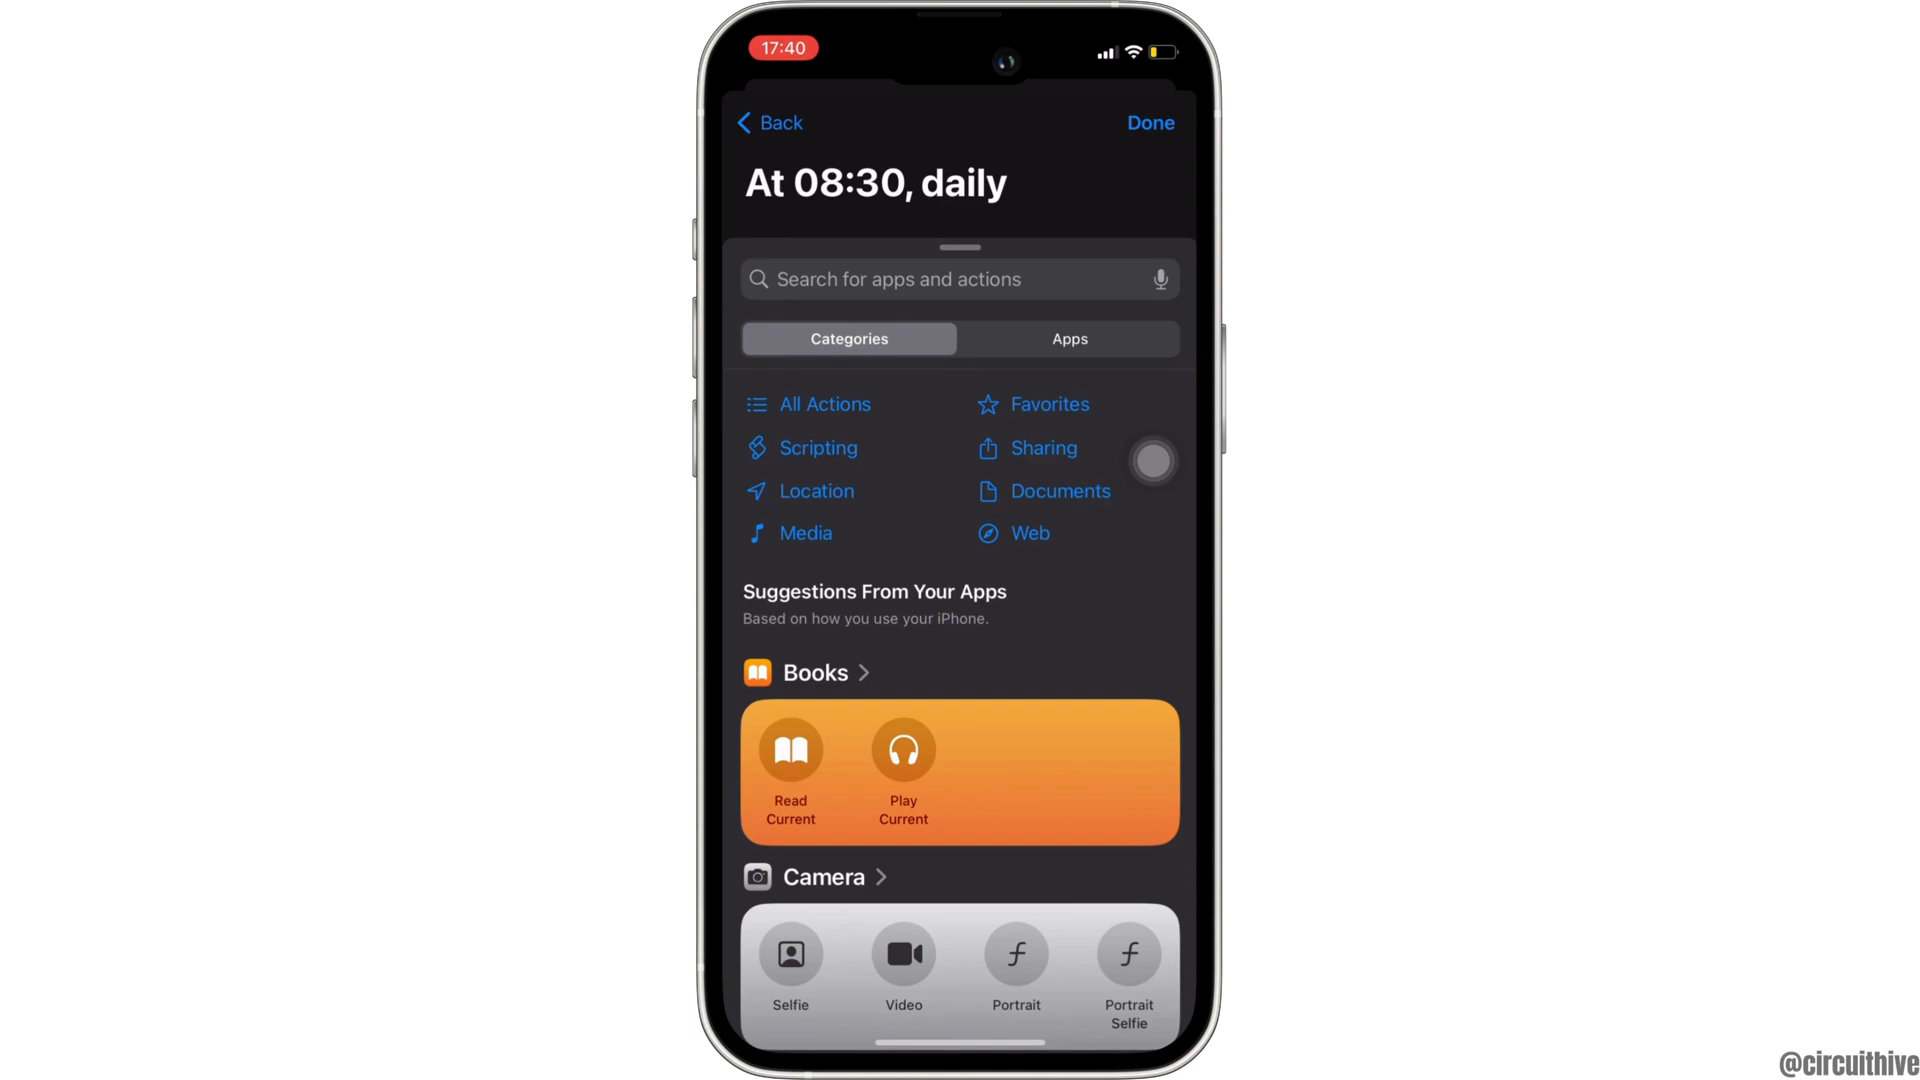 17:40
Back
Done
At 08:30, daily
Search for apps and actions
Categories
Apps
All Actions
Favorites
Scripting
Sharing
Location
Documents
Media
Web
Suggestions From Your Apps
Based on how you use your iPhone.
Books
Read
Current
Play
Current
Camera
Selfie
Video
Portrait
Portrait
Selfie
@circuithive